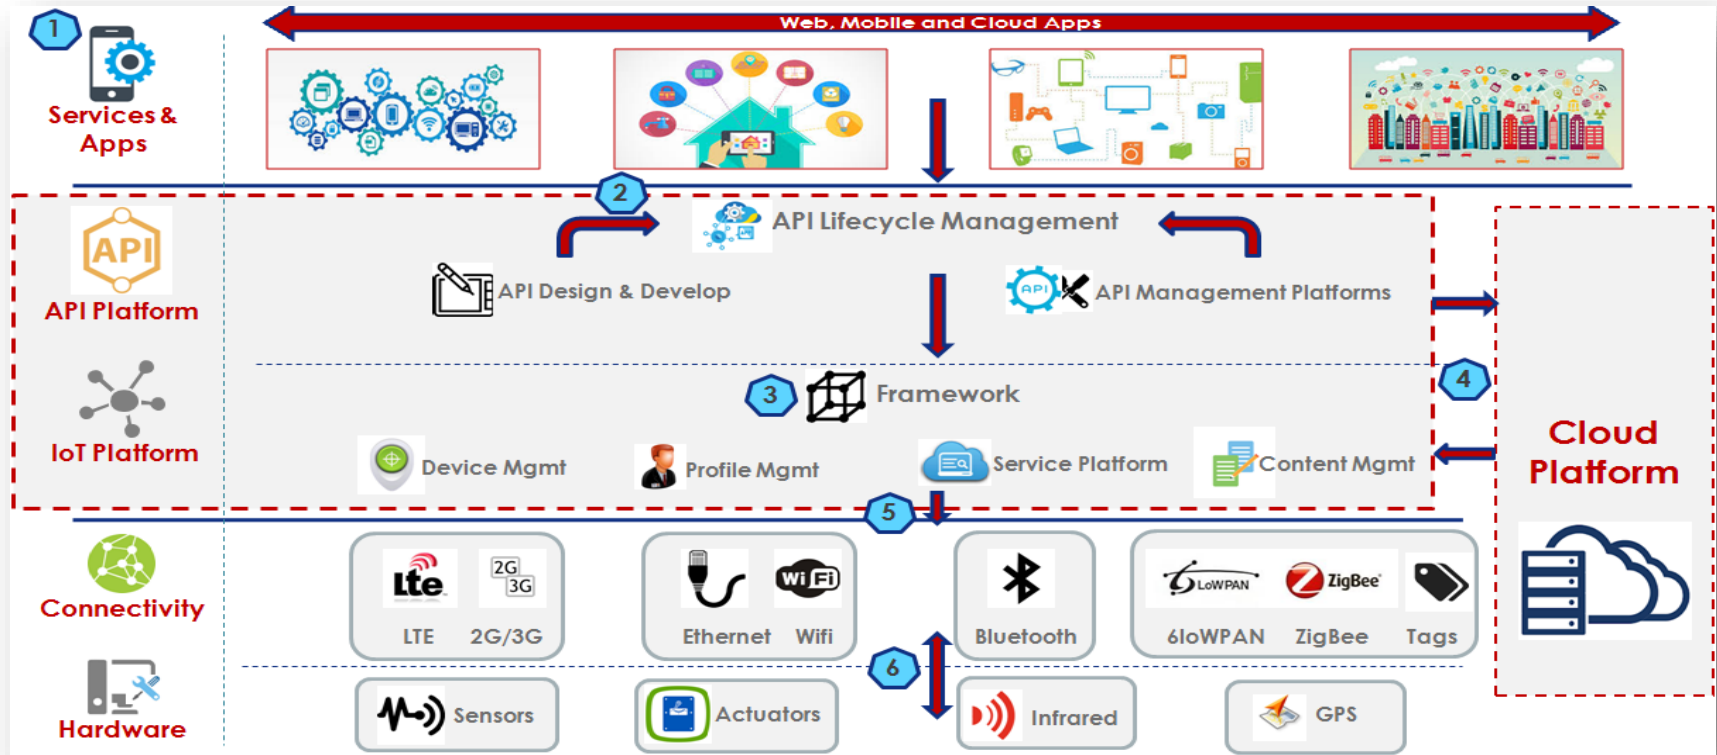 1
Web, Mobile and Cloud Apps
Services &
Apps
2
API Lifecycle Management
API
API Platform
API Design & Develop
API
API Management Platforms
3
Framework
4
IoT Platform
Device Mgmt
Profile Mgmt
Service Platform
Content Mgmt
Cloud
Platform
5
Connectivity
Lte
LTE
2G
3G
2G/3G
Ethernet
WiFi
Wifi
Bluetooth
6LoWPAN
6loWPAN
ZigBee
ZigBee
Tags
6
Hardware
Sensors
Actuators
Infrared
GPS